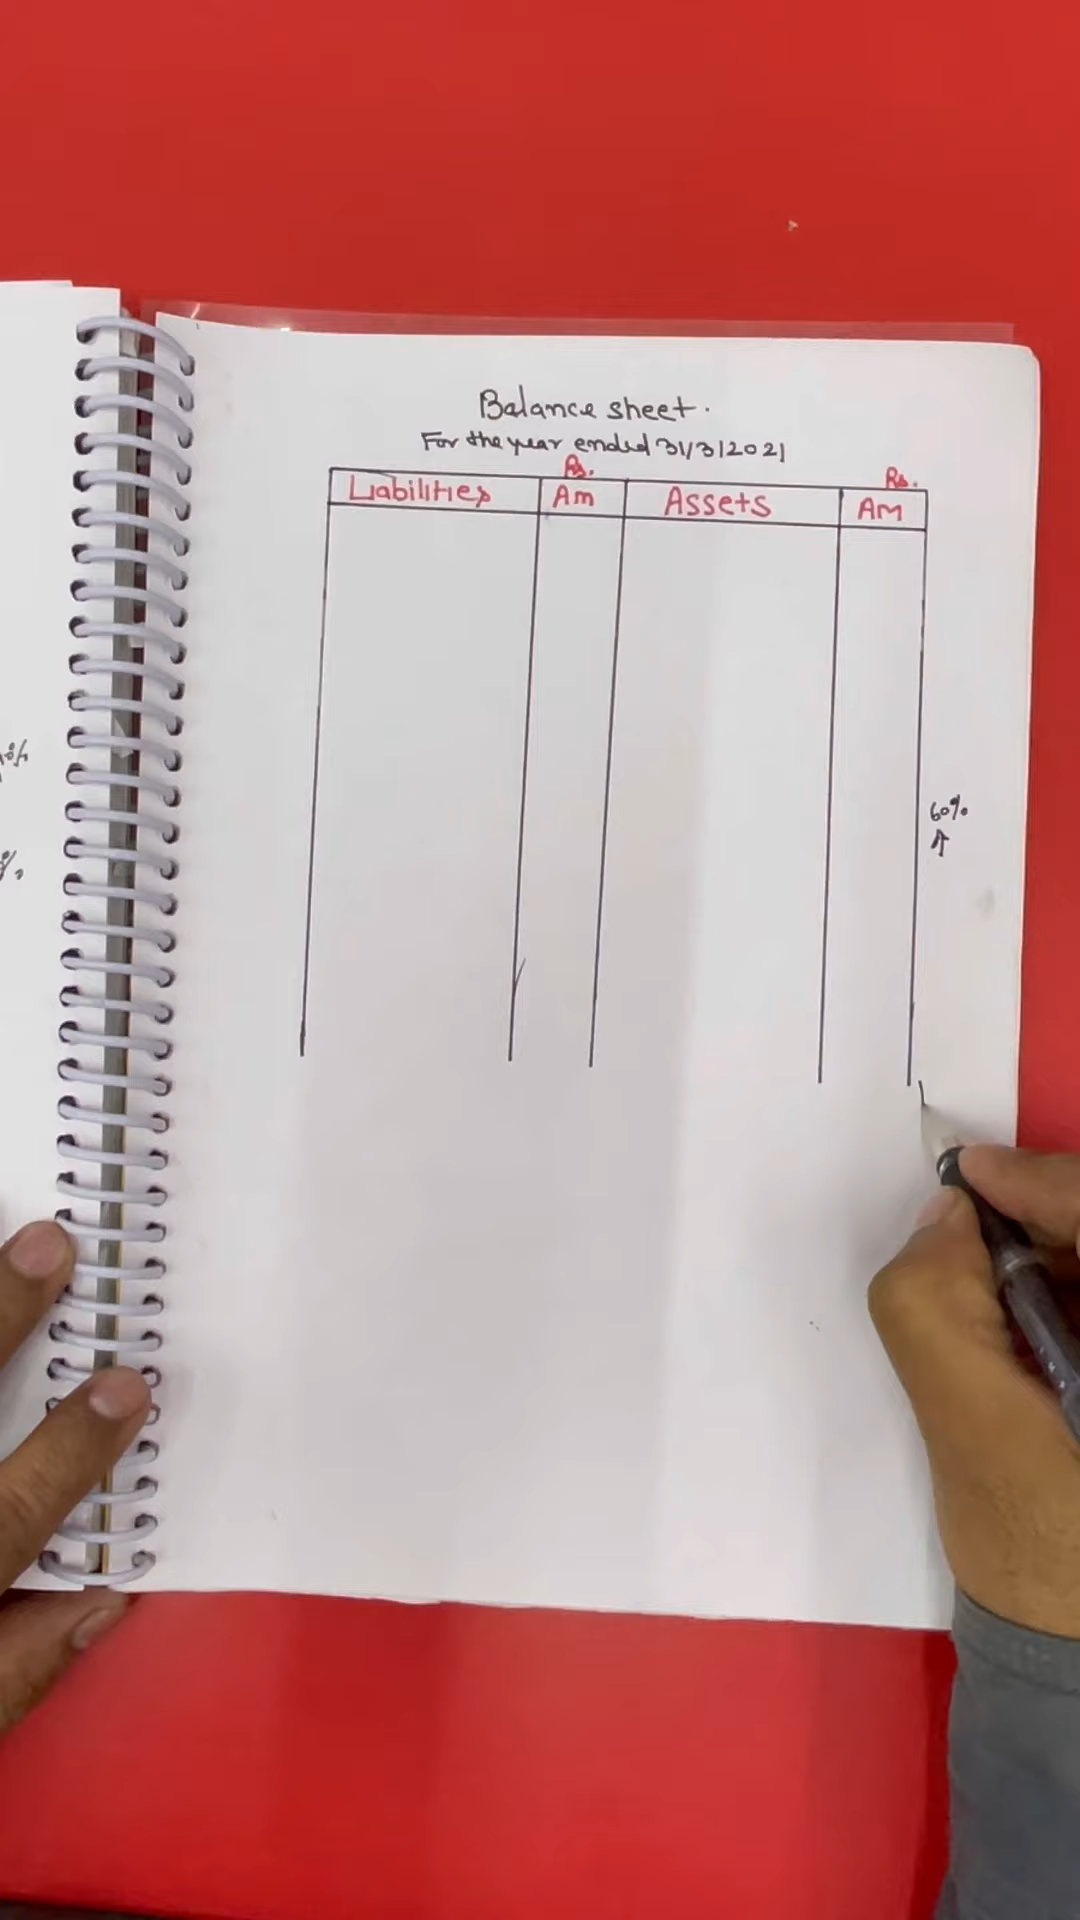 Balance sheet.
For the year ended 31/3/2021
Rs. Rs.
Liabilities Am Assets AM
%
60%
%